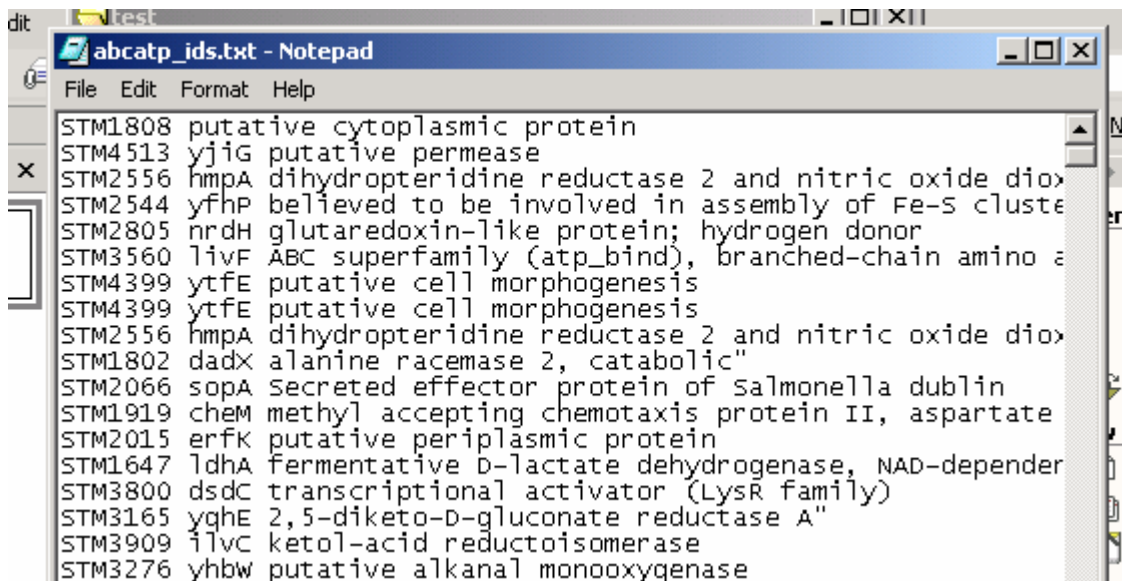 dit
test
abcatp_ids.txt - Notepad
File Edit Format Help
STM1808 putative cytoplasmic protein
STM4513 yjiG putative permease
STM2556 hmpA dihydropteridine reductase 2 and nitric oxide diox
STM2544 yfhP believed to be involved in assembly of Fe-S cluste
STM2805 nrdH glutaredoxin-like protein; hydrogen donor
STM3560 livF ABC superfamily (atp_bind), branched-chain amino a
STM4399 ytfE putative cell morphogenesis
STM4399 ytfE putative cell morphogenesis
STM2556 hmpA dihydropteridine reductase 2 and nitric oxide diox
STM1802 dadX alanine racemase 2, catabolic"
STM2066 sopA Secreted effector protein of Salmonella dublin
STM1919 cheM methyl accepting chemotaxis protein II, aspartate
STM2015 erfK putative periplasmic protein
STM1647 ldhA fermentative D-lactate dehydrogenase, NAD-dependen
STM3800 dsdC transcriptional activator (LysR family)
STM3165 yqhE 2,5-diketo-D-gluconate reductase A"
STM3909 ilvC ketol-acid reductoisomerase
STM3276 yhbW putative alkanal monooxygenase